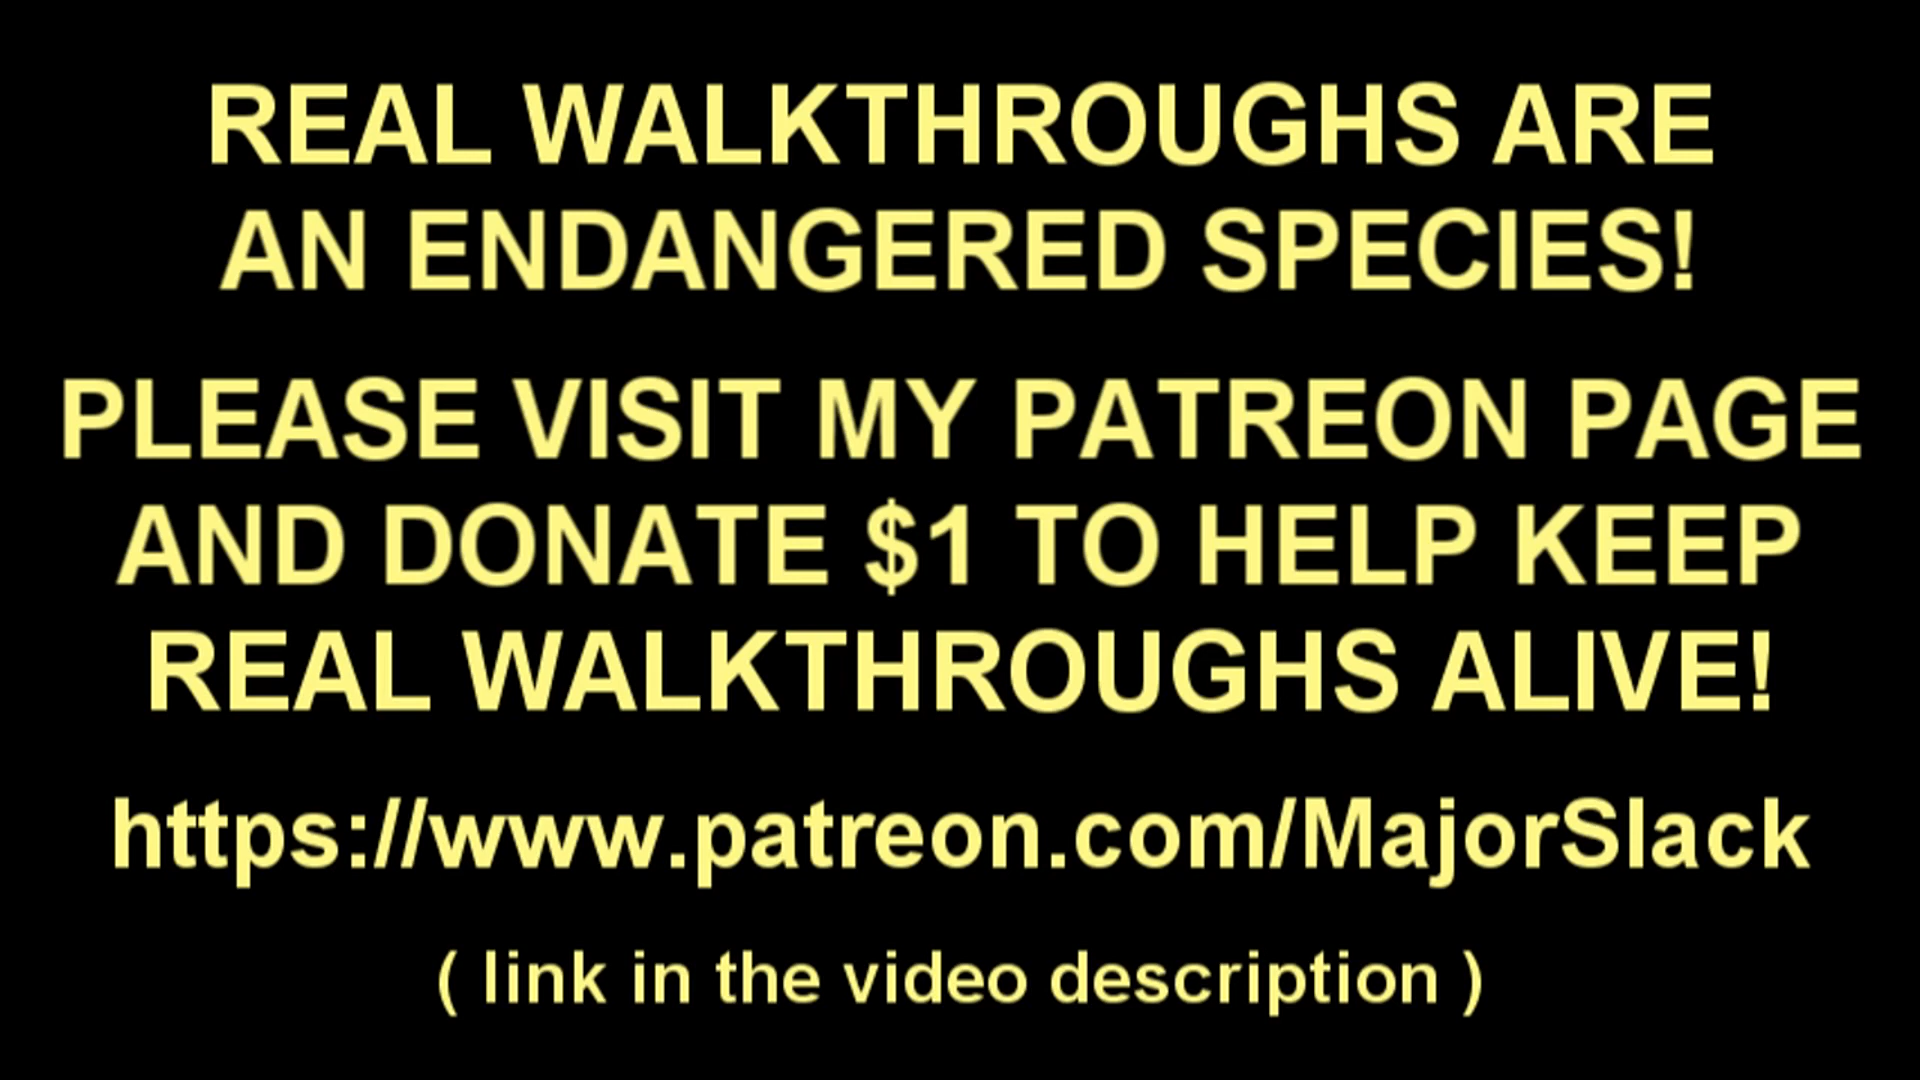 REAL WALKTHROUGHS ARE
AN ENDANGERED SPECIES!
PLEASE VISIT MY PATREON PAGE
AND DONATE $1 TO HELP KEEP
REAL WALKTHROUGHS ALIVE!
https://www.patreon.com/MajorSlack
( link in the video description )